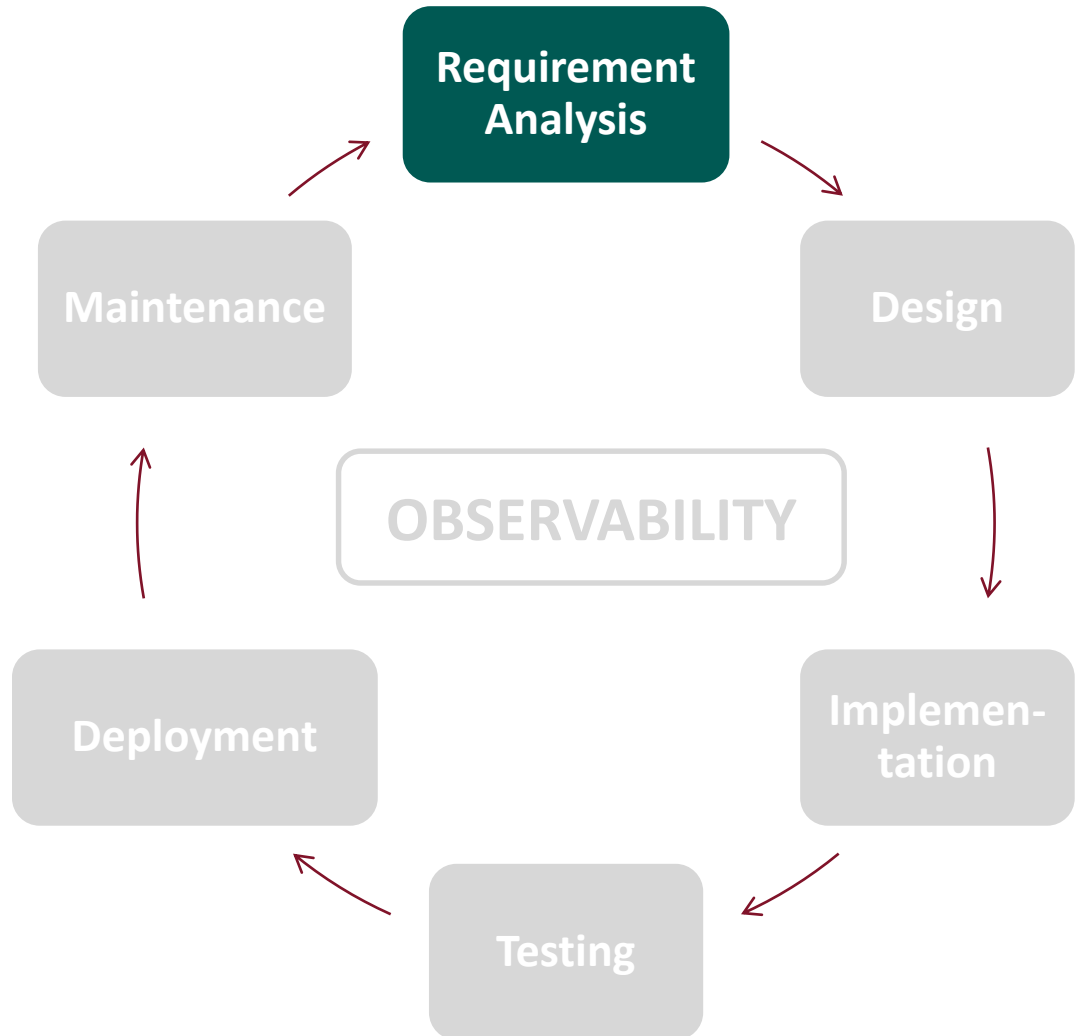 Requirement
Analysis
Maintenance
Design
OBSERVABILITY
Deployment
Implemen-
tation
Testing